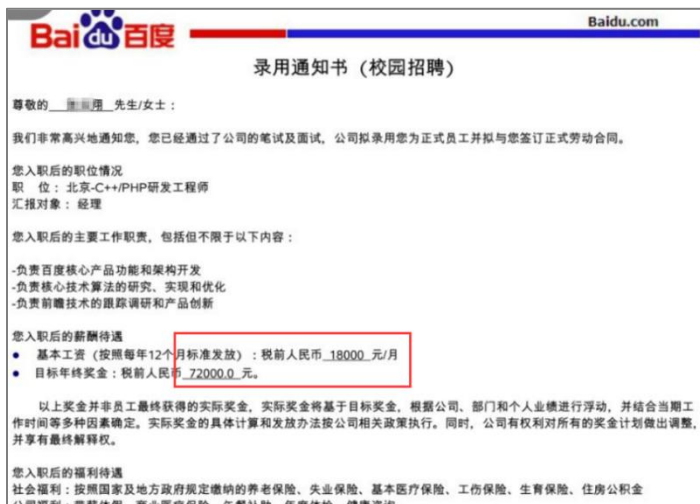 Bai du 百度
Baidu.com
录用通知书（校园招聘）
尊敬的 翔 先生/女士：
我们非常高兴地通知您，您已经通过了公司的笔试及面试，公司拟录用您为正式员工并拟与您签订正式劳动合同。
您入职后的职位情况
职 位：北京-C++/PHP研发工程师
汇报对象：经理
您入职后的主要工作职责，包括但不限于以下内容：
-负责百度核心产品功能和架构开发
-负责核心技术算法的研究、实现和优化
-负责前瞻技术的跟踪调研和产品创新
您入职后的薪酬待遇
• 基本工资（按照每年12个月标准发放）：税前人民币 18000 元/月
• 目标年终奖金：税前人民币 72000.0 元。
以上奖金并非员工最终获得的实际奖金，实际奖金将基于目标奖金，根据公司、部门和个人业绩进行浮动，并结合当期工
作时间等多种因素确定。实际奖金的具体计算和发放办法按公司相关政策执行。同时，公司有权利对所有的奖金计划做出调整，
并享有最终解释权。
您入职后的福利待遇
社会福利：按照国家及地方政府规定缴纳的养老保险、失业保险、基本医疗保险、工伤保险、生育保险、住房公积金